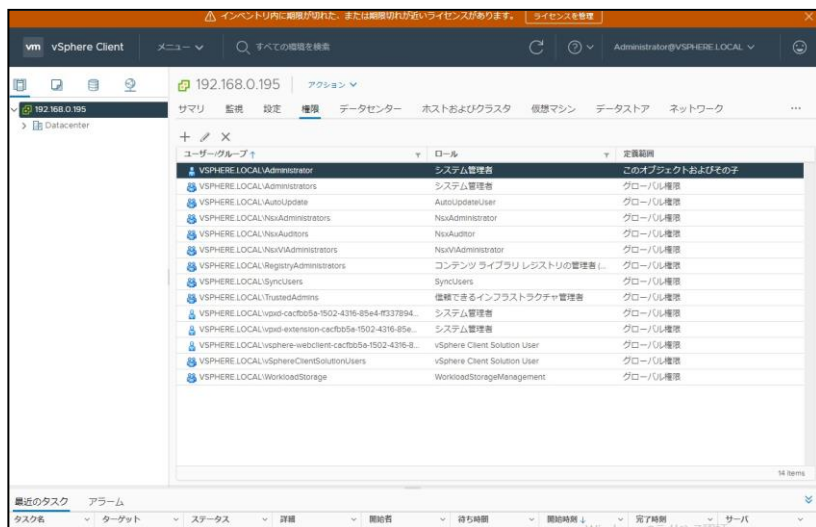 インベントリ内に期限が切れた、または期限切れが近いライセンスがあります。 ライセンスを管理
vm vSphere Client メニュー すべての環境を検索 Administrator@VSPHERE.LOCAL
192.168.0.195 アクション
192.168.0.195
Datacenter
サマリ 監視 設定 権限 データセンター ホストおよびクラスタ 仮想マシン データストア ネットワーク ...
ユーザー/グループ ↑ ロール 定義範囲
VSPHERE.LOCAL\Administrator システム管理者 このオブジェクトおよびその子
VSPHERE.LOCAL\Administrators システム管理者 グローバル権限
VSPHERE.LOCAL\AutoUpdate AutoUpdateUser グローバル権限
VSPHERE.LOCAL\NsxAdministrators NsxAdministrator グローバル権限
VSPHERE.LOCAL\NsxAuditors NsxAuditor グローバル権限
VSPHERE.LOCAL\NsxViAdministrators NsxViAdministrator グローバル権限
VSPHERE.LOCAL\RegistryAdministrators コンテンツ ライブラリ レジストリの管理者 (... グローバル権限
VSPHERE.LOCAL\SyncUsers SyncUsers グローバル権限
VSPHERE.LOCAL\TrustedAdmins 信頼できるインフラストラクチャ管理者 グローバル権限
VSPHERE.LOCAL\vpxd-cacfbb5a-1502-4316-85e4-ff337894... システム管理者 グローバル権限
VSPHERE.LOCAL\vpxd-extension-cacfbb5a-1502-4316-85e... システム管理者 グローバル権限
VSPHERE.LOCAL\vsphere-webclient-cacfbb5a-1502-4316-8... vSphere Client Solution User グローバル権限
VSPHERE.LOCAL\vSphereClientSolutionUsers vSphere Client Solution User グローバル権限
VSPHERE.LOCAL\WorkloadStorage WorkloadStorageManagement グローバル権限
14 items
最近のタスク アラーム
タスク名 ターゲット ステータス 詳細 開始者 待ち時間 開始時刻 ↓ 完了時刻 サーバ